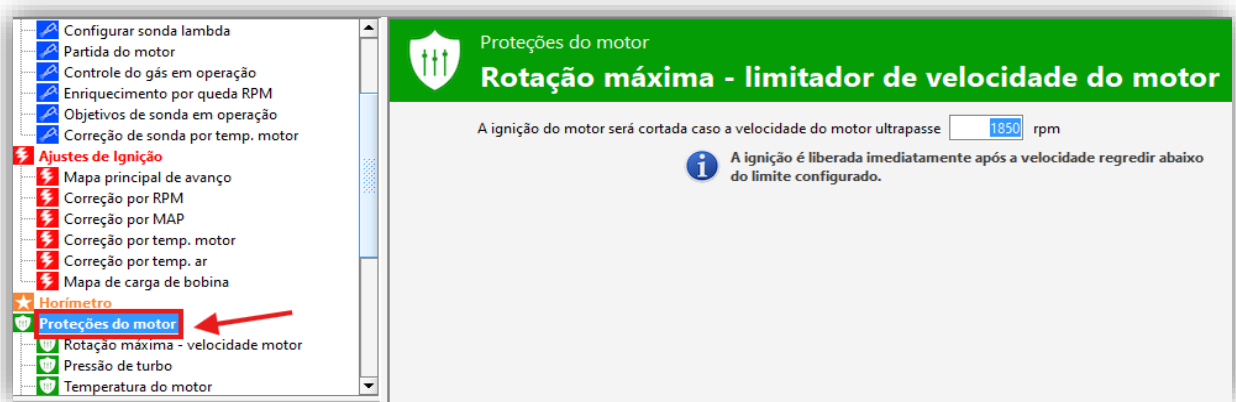 Configurar sonda lambda
Partida do motor
Controle do gás em operação
Enriquecimento por queda RPM
Objetivos de sonda em operação
Correção de sonda por temp. motor
Ajustes de Ignição
Mapa principal de avanço
Correção por RPM
Correção por MAP
Correção por temp. motor
Correção por temp. ar
Mapa de carga de bobina
Horímetro
Proteções do motor
Rotação máxima - velocidade motor
Pressão de turbo
Temperatura do motor
Proteções do motor
Rotação máxima - limitador de velocidade do motor
A ignição do motor será cortada caso a velocidade do motor ultrapasse 1850 rpm
A ignição é liberada imediatamente após a velocidade regredir abaixo
do limite configurado.